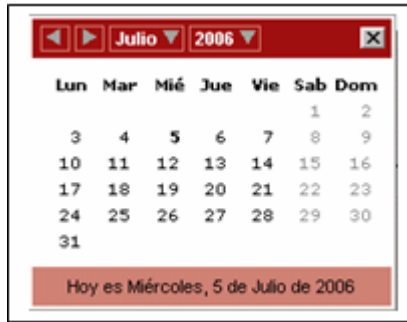 Julio 2006
Lun Mar Mié Jue Vie Sab Dom
1 2
3 4 5 6 7 8 9
10 11 12 13 14 15 16
17 18 19 20 21 22 23
24 25 26 27 28 29 30
31
Hoy es Miércoles, 5 de Julio de 2006